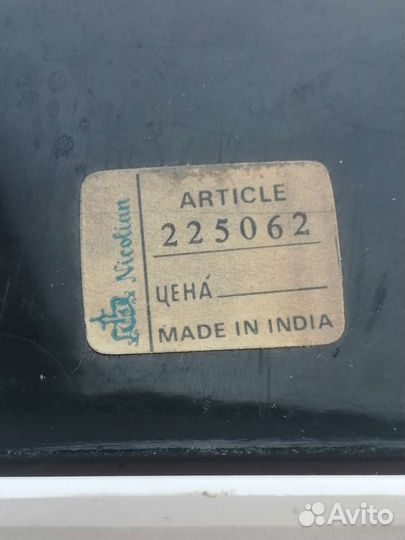 Nicolian
ARTICLE
225062
ЦЕНА́
MADE IN INDIA
Avito